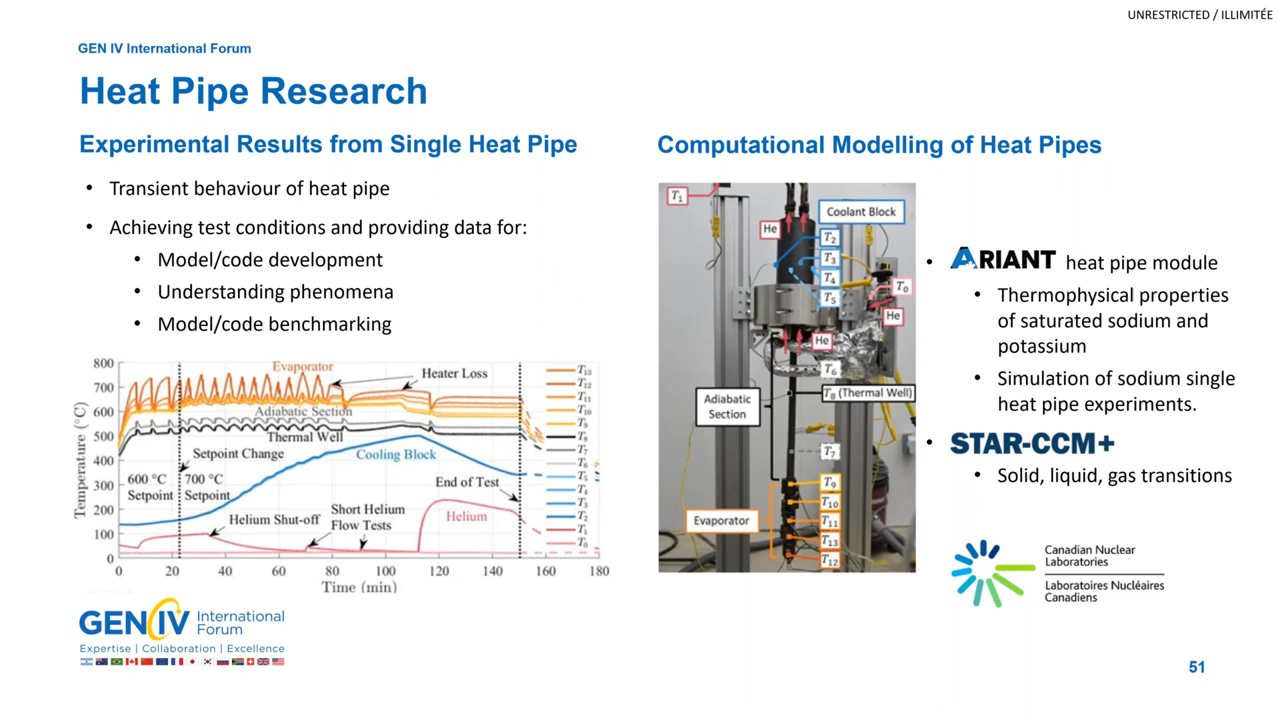 UNRESTRICTED / ILLIMITÉE
GEN IV International Forum
Heat Pipe Research
Experimental Results from Single Heat Pipe
• Transient behaviour of heat pipe
• Achieving test conditions and providing data for:
• Model/code development
• Understanding phenomena
• Model/code benchmarking
Temperature (°C)
800
700
600
500
400
300
200
100
0
0
20
40
60
80
100
120
140
160
180
Time (min)
Evaporator
Heater Loss
Adiabatic Section
Thermal Well
Setpoint Change
Cooling Block
600 °C
Setpoint
700 °C
Setpoint
End of Test
Short Helium
Flow Tests
Helium Shut-off
Helium
T13
T12
T11
T10
T9
T8
T7
T6
T5
T4
T3
T2
T1
T0
Computational Modelling of Heat Pipes
T1
Coolant Block
He
T2
T3
T4
T5
T0
He
He
T6
T8 (Thermal Well)
Adiabatic
Section
T7
T9
T10
Evaporator
T11
T13
T12
• ARIANT heat pipe module
• Thermophysical properties
of saturated sodium and
potassium
• Simulation of sodium single
heat pipe experiments.
• STAR-CCM+
• Solid, liquid, gas transitions
Canadian Nuclear
Laboratories
Laboratoires Nucléaires
Canadiens
GEN IV International
Forum
Expertise | Collaboration | Excellence
51